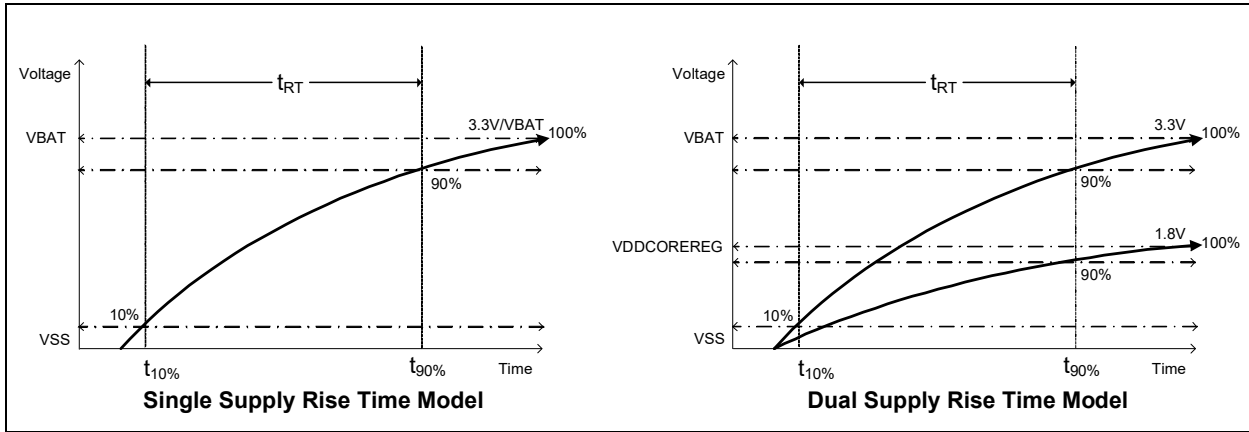 Voltage
tRT
VBAT
3.3V/VBAT
100%
90%
10%
VSS
t10%
t90%
Time
Single Supply Rise Time Model
Voltage
tRT
VBAT
3.3V
100%
90%
VDDCOREREG
1.8V
100%
90%
10%
VSS
t10%
t90%
Time
Dual Supply Rise Time Model